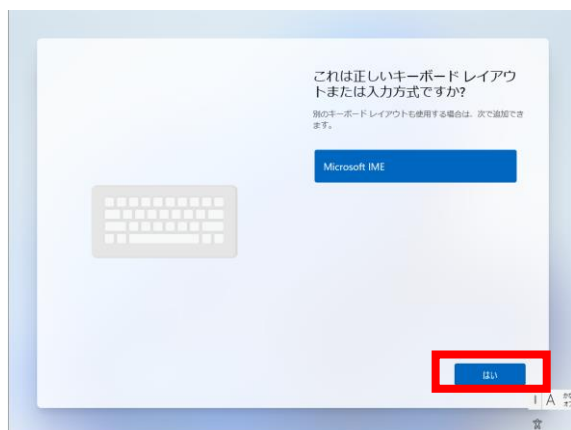 これは正しいキーボード レイアウ
トまたは入力方式ですか?
別のキーボード レイアウトも使用する場合は、次で追加でき
ます。
Microsoft IME
はい
A